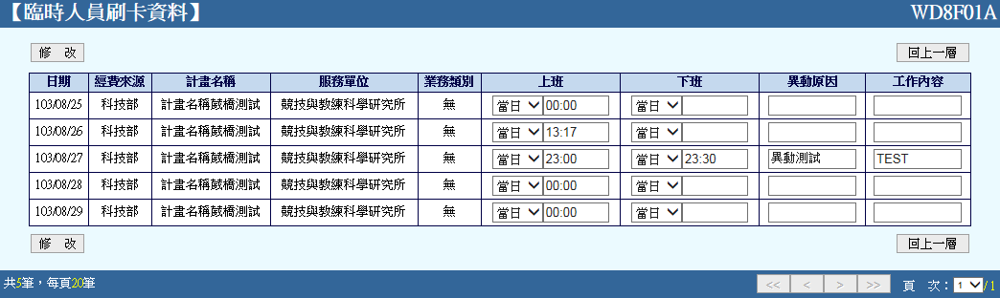 【臨時人員刷卡資料】 WD8F01A
修 改 回上一層
日期 經費來源 計畫名稱 服務單位 業務類別 上班 下班 異動原因 工作內容
103/08/25 科技部 計畫名稱鹹橋測試 競技與教練科學研究所 無 當日 00:00 當日
103/08/26 科技部 計畫名稱鹹橋測試 競技與教練科學研究所 無 當日 13:17 當日
103/08/27 科技部 計畫名稱鹹橋測試 競技與教練科學研究所 無 當日 23:00 當日 23:30 異動測試 TEST
103/08/28 科技部 計畫名稱鹹橋測試 競技與教練科學研究所 無 當日 00:00 當日
103/08/29 科技部 計畫名稱鹹橋測試 競技與教練科學研究所 無 當日 00:00 當日
修 改 回上一層
共5筆，每頁20筆 << < > >> 頁 次：1 /1